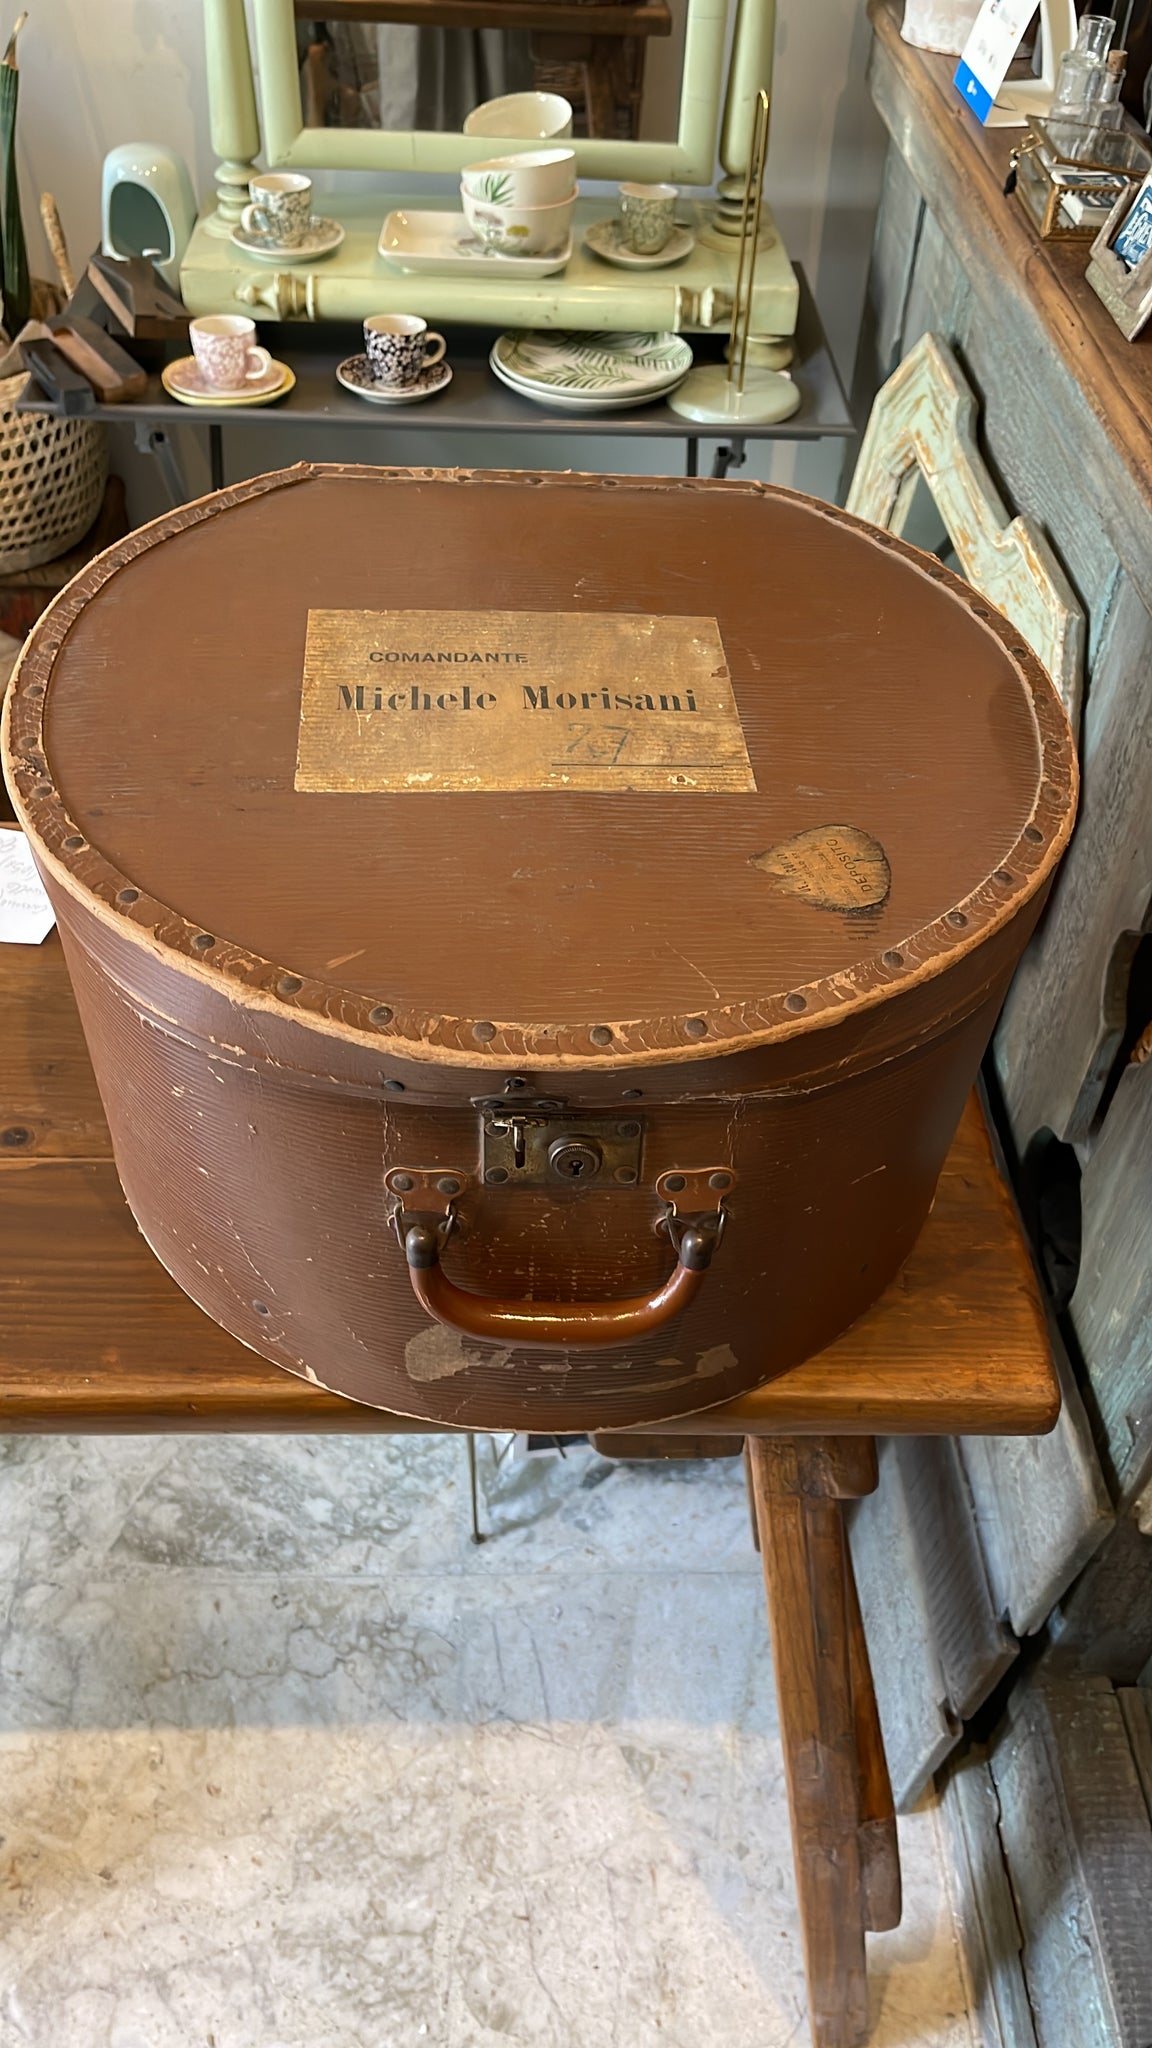 COMANDANTE
Michele Morisani
27
DEPOSITO